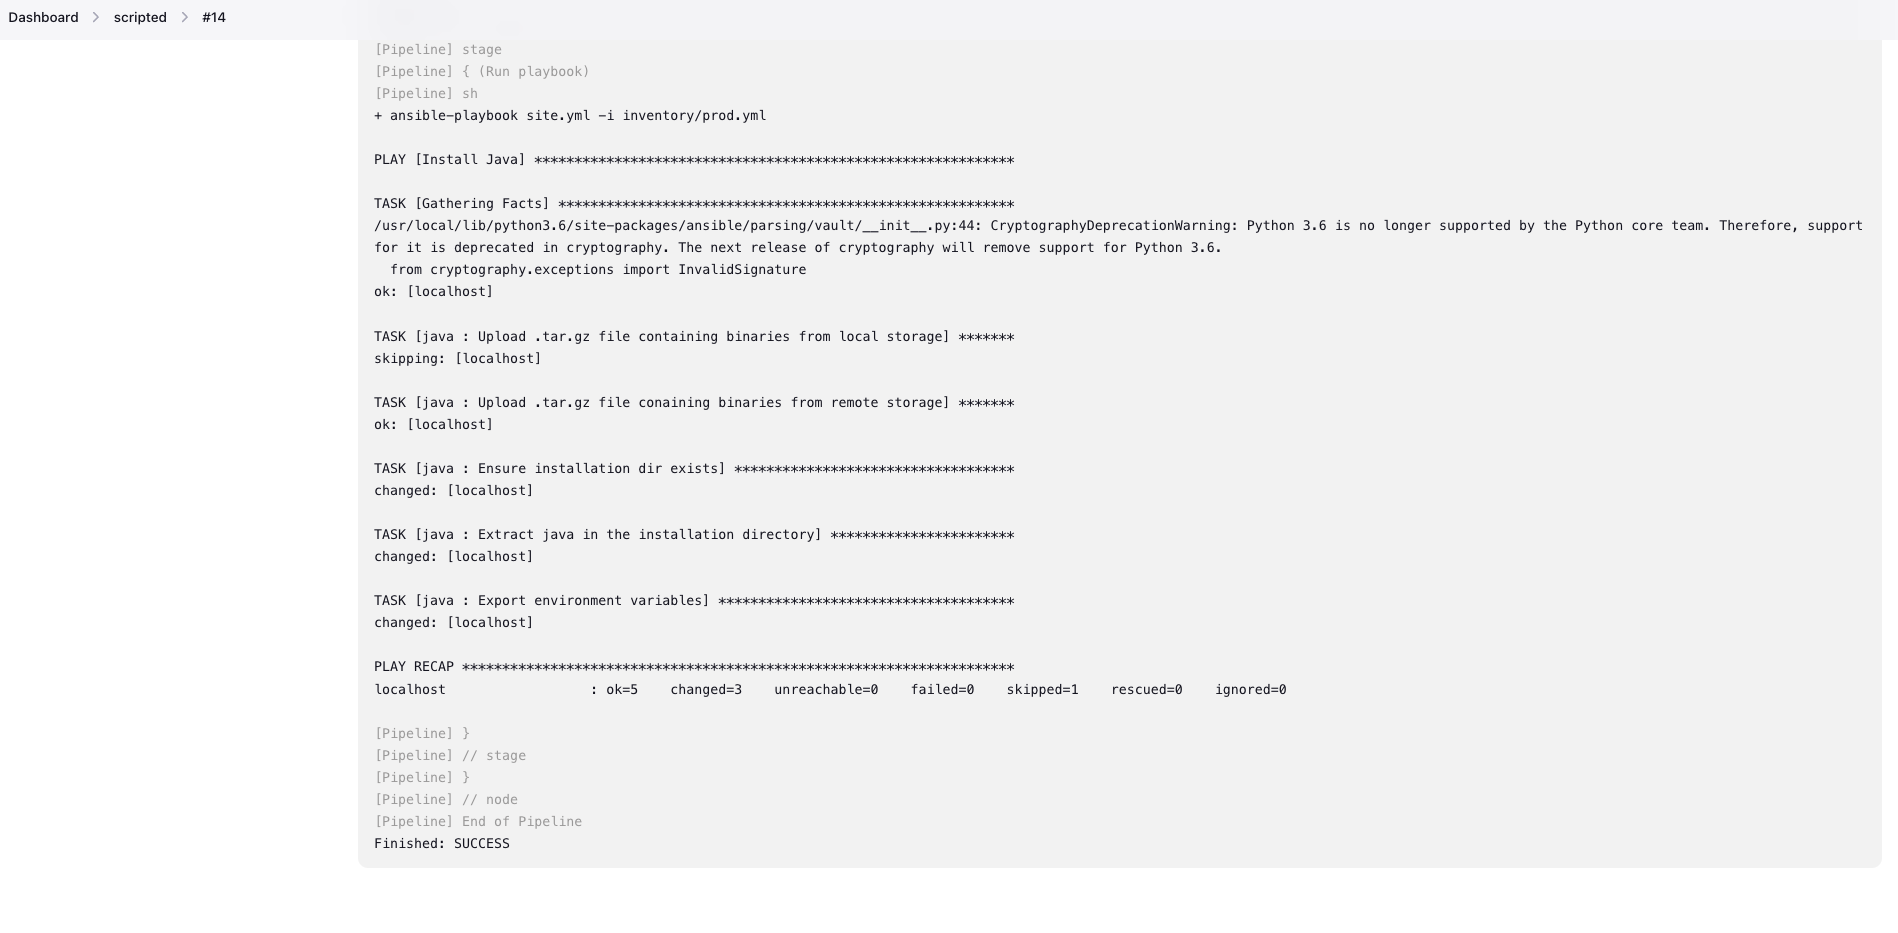 Dashboard > scripted > #14
[Pipeline] stage
[Pipeline] { (Run playbook)
[Pipeline] sh
+ ansible-playbook site.yml -i inventory/prod.yml
PLAY [Install Java] ************************************************************
TASK [Gathering Facts] *********************************************************
/usr/local/lib/python3.6/site-packages/ansible/parsing/vault/__init__.py:44: CryptographyDeprecationWarning: Python 3.6 is no longer supported by the Python core team. Therefore, support
for it is deprecated in cryptography. The next release of cryptography will remove support for Python 3.6.
  from cryptography.exceptions import InvalidSignature
ok: [localhost]
TASK [java : Upload .tar.gz file containing binaries from local storage] *******
skipping: [localhost]
TASK [java : Upload .tar.gz file conaining binaries from remote storage] *******
ok: [localhost]
TASK [java : Ensure installation dir exists] ***********************************
changed: [localhost]
TASK [java : Extract java in the installation directory] ***********************
changed: [localhost]
TASK [java : Export environment variables] *************************************
changed: [localhost]
PLAY RECAP *********************************************************************
localhost                  : ok=5    changed=3    unreachable=0    failed=0    skipped=1    rescued=0    ignored=0
[Pipeline] }
[Pipeline] // stage
[Pipeline] }
[Pipeline] // node
[Pipeline] End of Pipeline
Finished: SUCCESS